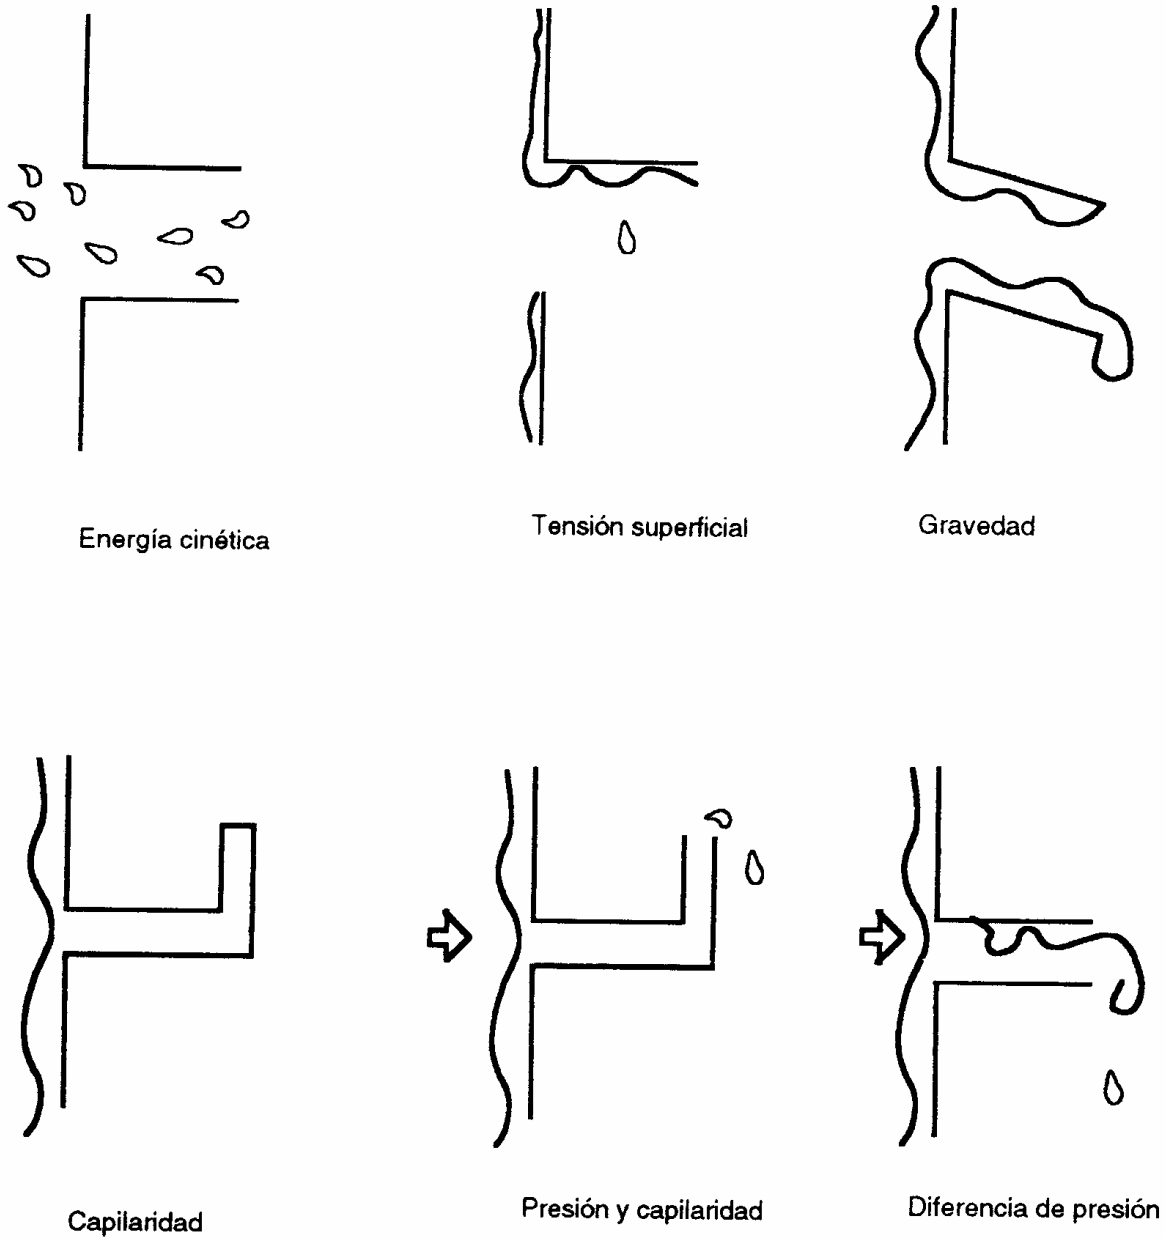 Energía cinética
Tensión superficial
Gravedad
Capilaridad
Presión y capilaridad
Diferencia de presión